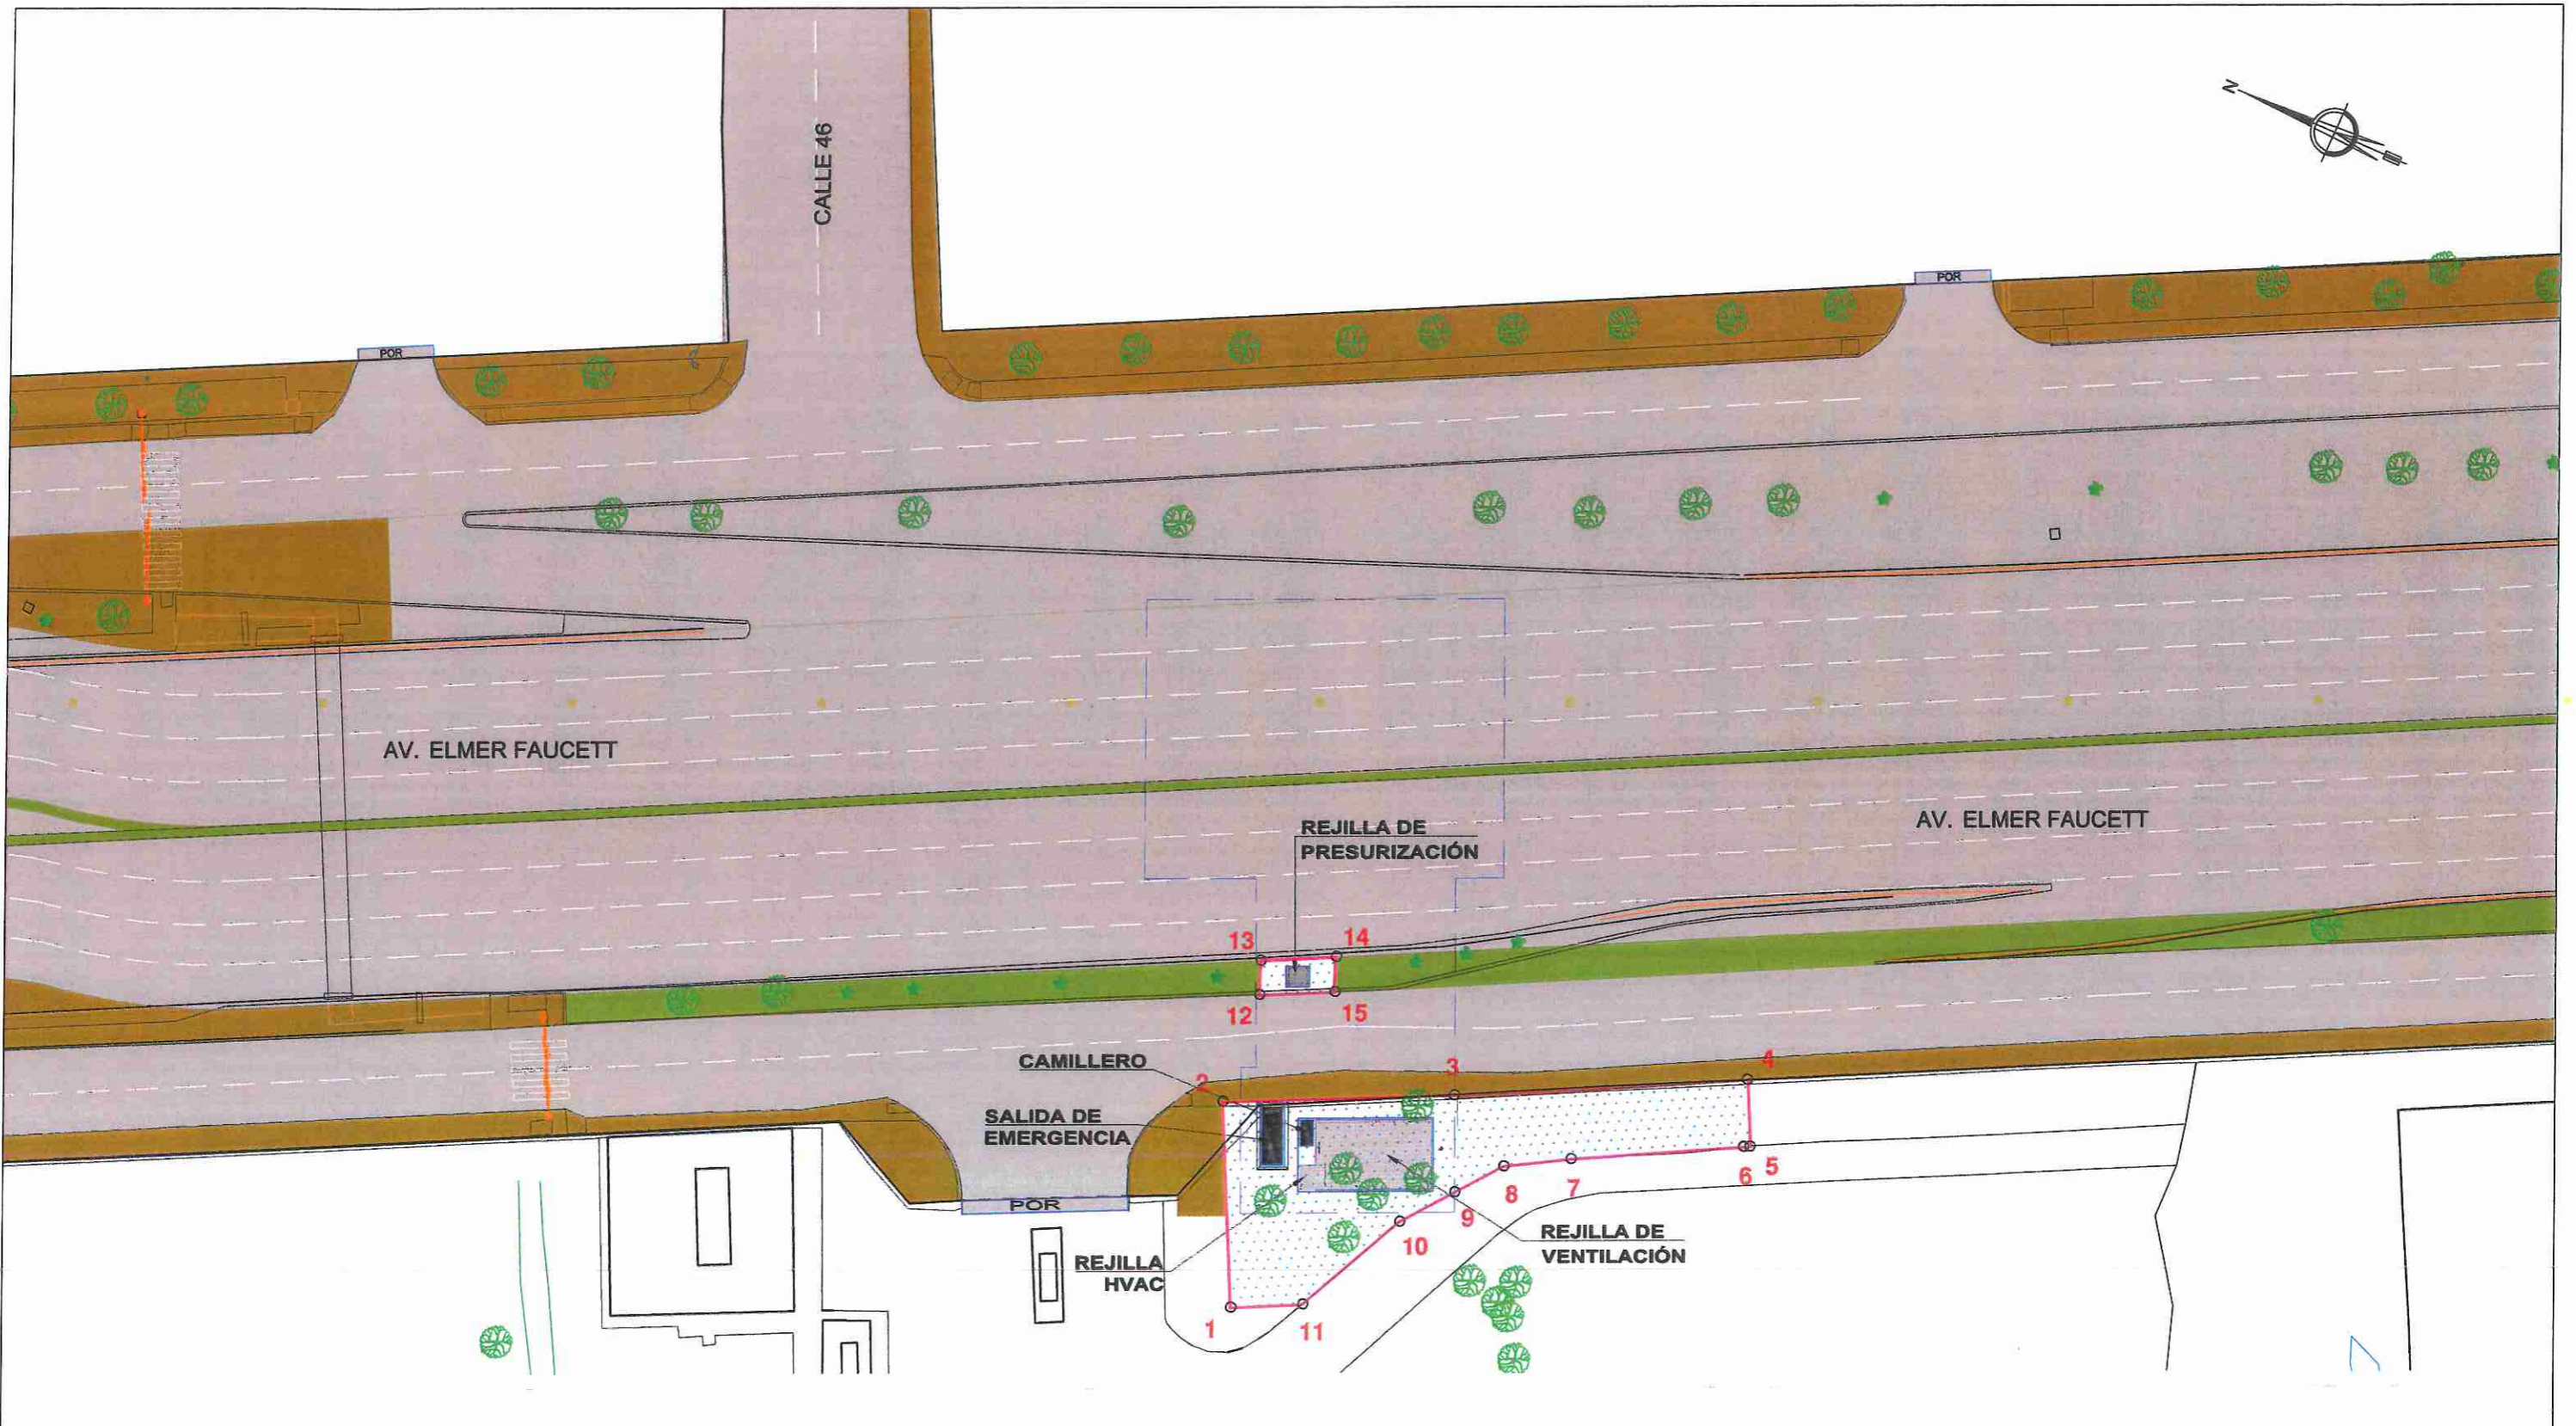 N
CALLE 46
POR
POR
AV. ELMER FAUCETT
AV. ELMER FAUCETT
REJILLA DE
PRESURIZACIÓN
13
14
12
15
CAMILLERO
2
3
4
SALIDA DE
EMERGENCIA
POR
6
5
8
7
9
10
REJILLA DE
VENTILACIÓN
REJILLA
HVAC
1
11